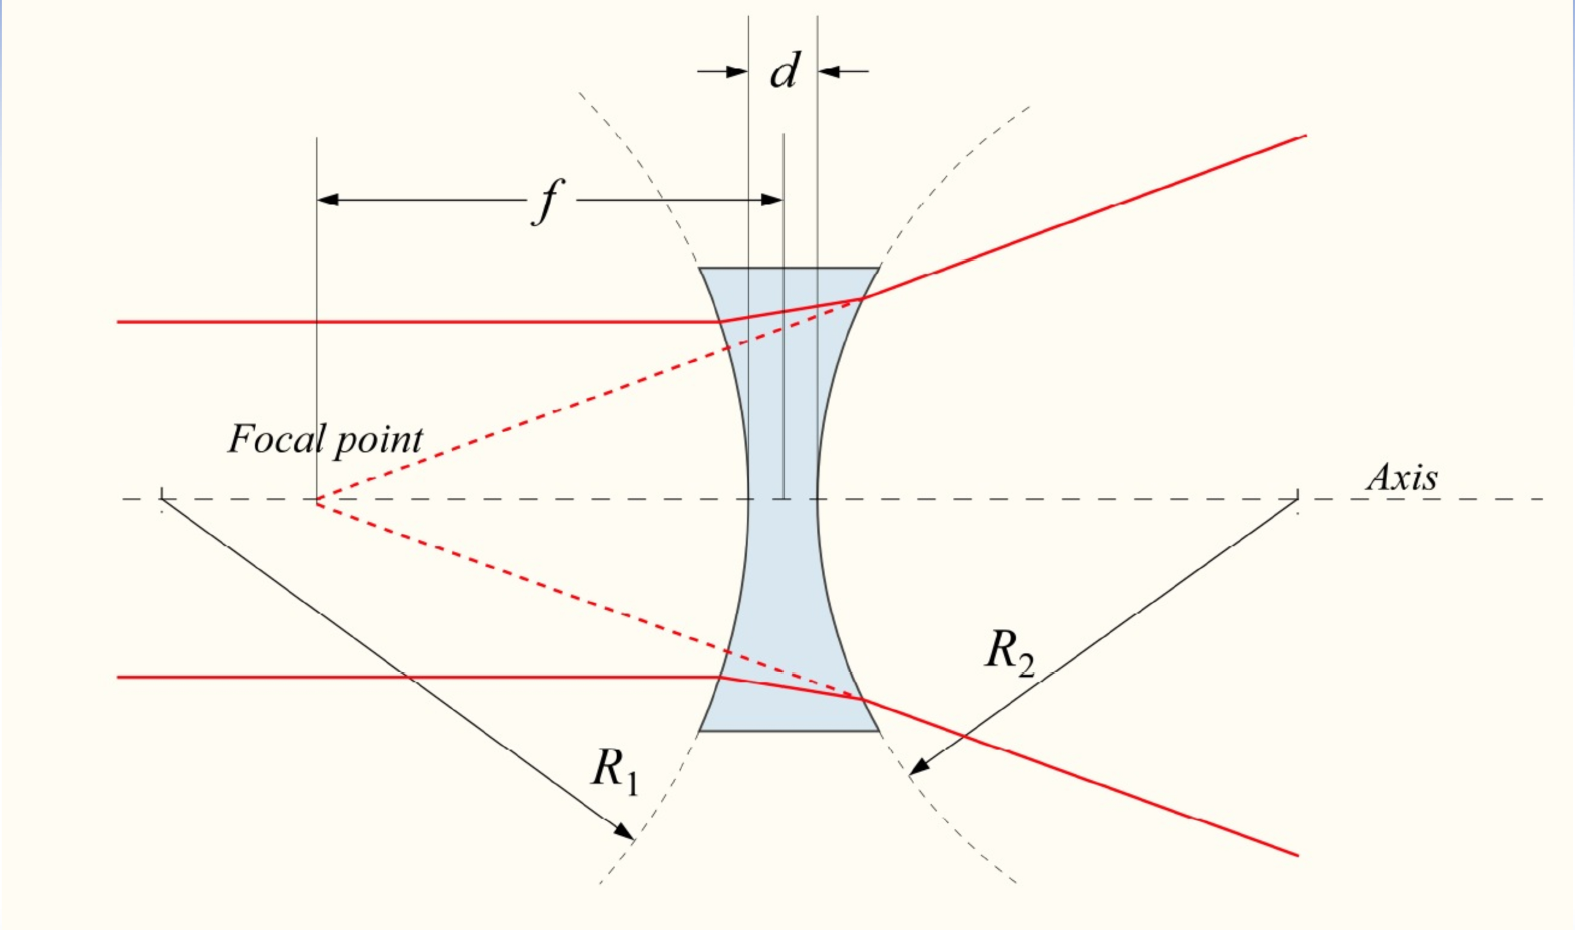 d
f
Focal point
Axis
R2
R1